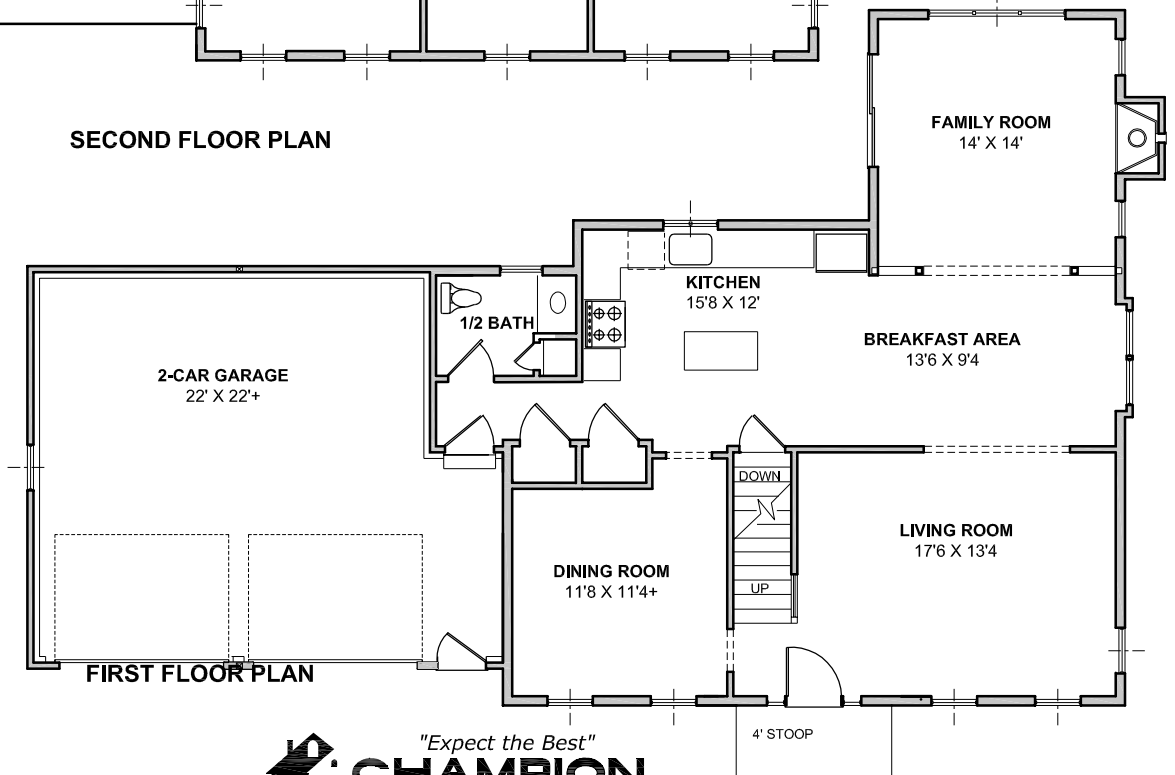 SECOND FLOOR PLAN
FAMILY ROOM
14' X 14'
KITCHEN
15'8 X 12'
1/2 BATH
BREAKFAST AREA
13'6 X 9'4
2-CAR GARAGE
22' X 22'+
DOWN
LIVING ROOM
17'6 X 13'4
DINING ROOM
11'8 X 11'4+
UP
FIRST FLOOR PLAN
4' STOOP
"Expect the Best"
CHAMPION